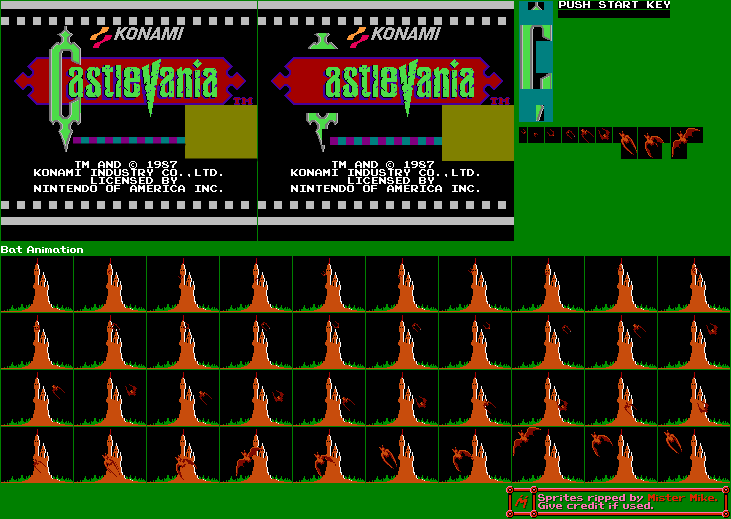 KONAMI
Castlevania
TM
TM AND © 1987
KONAMI INDUSTRY CO.,LTD.
LICENSED BY
NINTENDO OF AMERICA INC.
KONAMI
astlevania
TM
TM AND © 1987
KONAMI INDUSTRY CO.,LTD.
LICENSED BY
NINTENDO OF AMERICA INC.
PUSH START KEY
Bat Animation
Sprites ripped by Mister Mike.
Give credit if used.